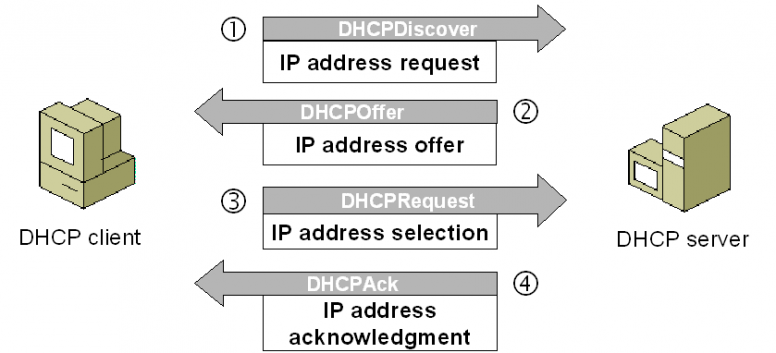 ① DHCPDiscover
IP address request
DHCPOffer ②
IP address offer
③ DHCPRequest
IP address selection
DHCP client
DHCP server
DHCPAck ④
IP address
acknowledgment